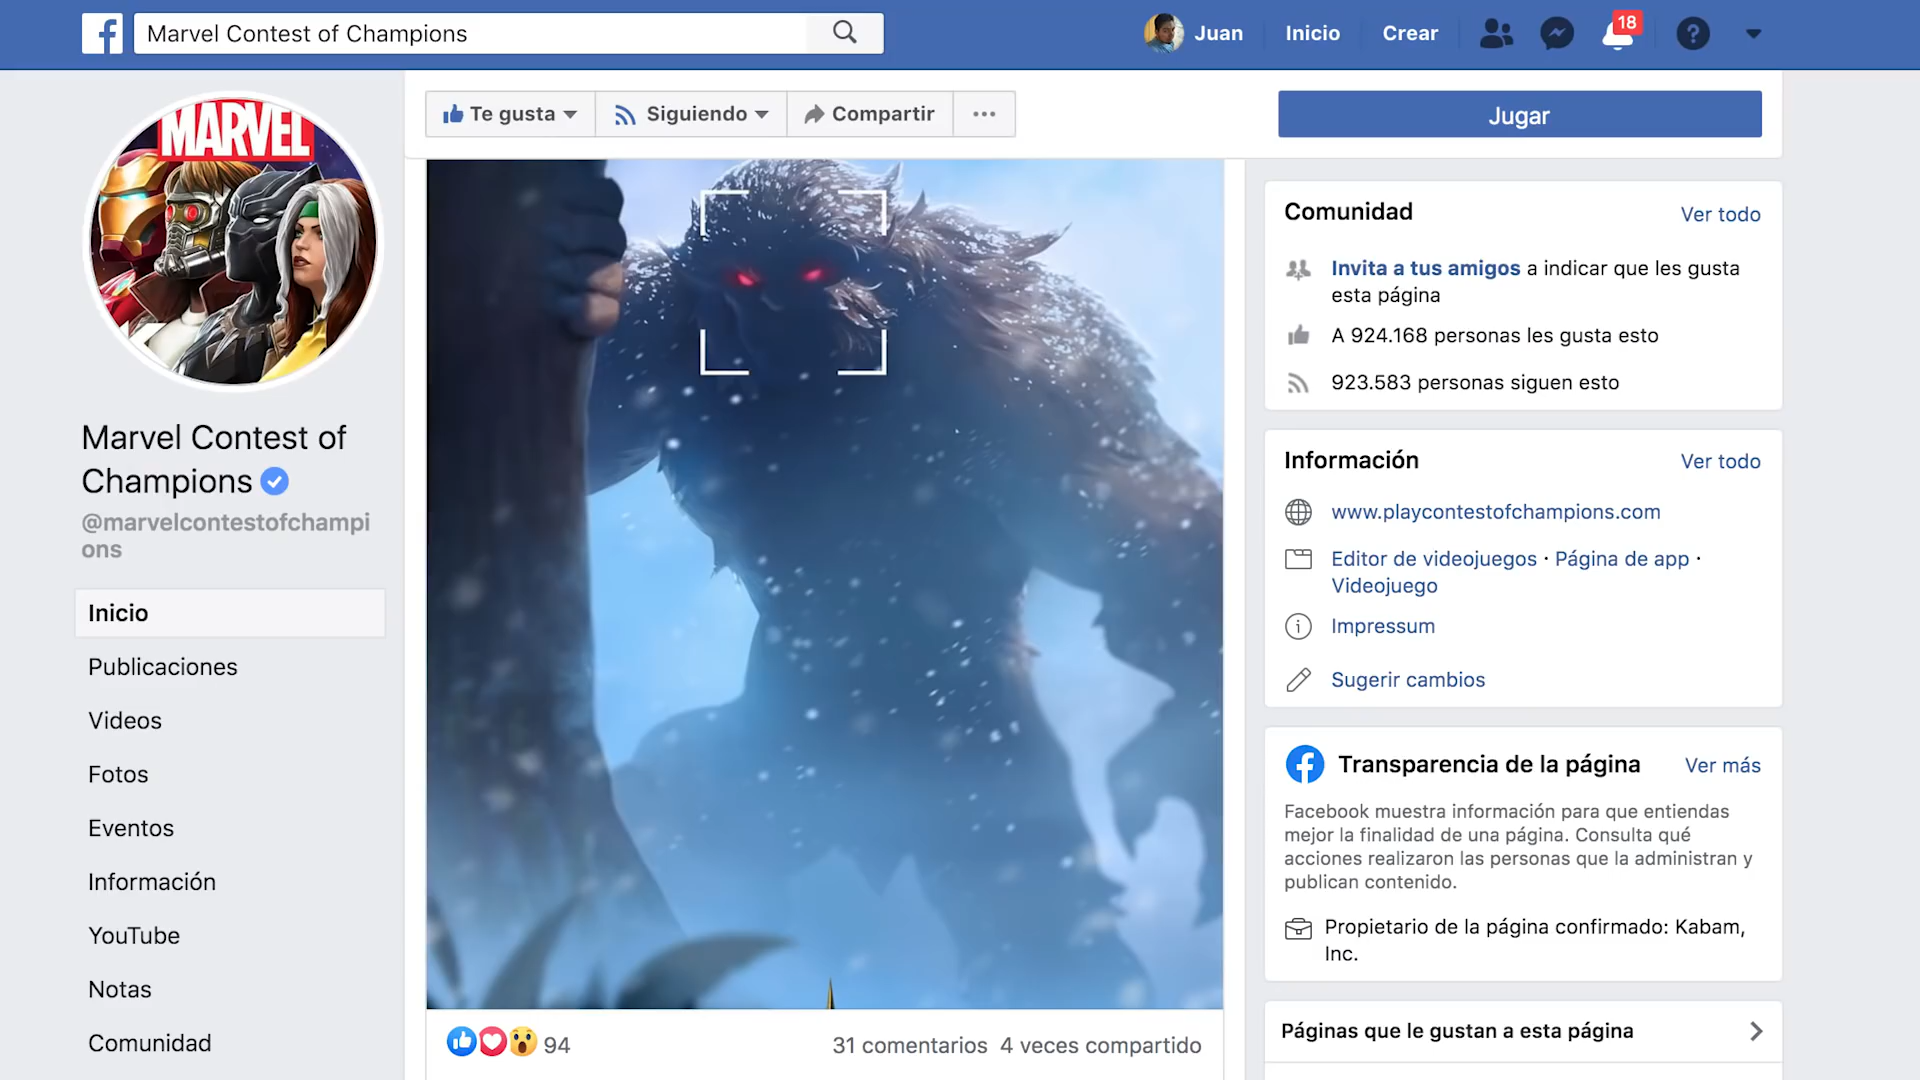 Marvel Contest of Champions
Juan
Inicio
Crear
18
MARVEL
Te gusta
Siguiendo
Compartir
Jugar
Marvel Contest of
Champions
@marvelcontestofchampi
ons
Inicio
Publicaciones
Videos
Fotos
Eventos
Información
YouTube
Notas
Comunidad
94
31 comentarios 4 veces compartido
Comunidad
Ver todo
Invita a tus amigos a indicar que les gusta
esta página
A 924.168 personas les gusta esto
923.583 personas siguen esto
Información
Ver todo
www.playcontestofchampions.com
Editor de videojuegos · Página de app ·
Videojuego
Impressum
Sugerir cambios
Transparencia de la página
Ver más
Facebook muestra información para que entiendas
mejor la finalidad de una página. Consulta qué
acciones realizaron las personas que la administran y
publican contenido.
Propietario de la página confirmado: Kabam,
Inc.
Páginas que le gustan a esta página